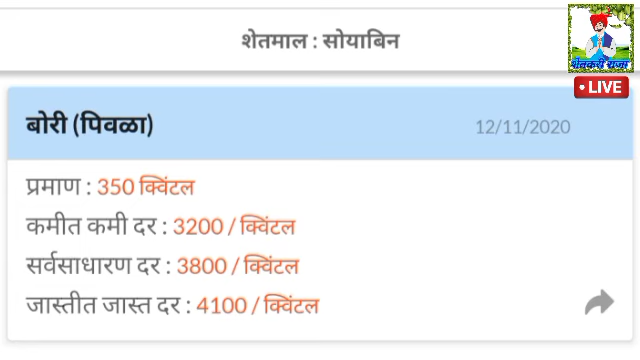 शेतमाल : सोयाबिन
शेतकरी राजा
• LIVE
बोरी (पिवळा)
12/11/2020
प्रमाण : 350 क्विंटल
कमीत कमी दर : 3200 / क्विंटल
सर्वसाधारण दर : 3800 / क्विंटल
जास्तीत जास्त दर : 4100 / क्विंटल